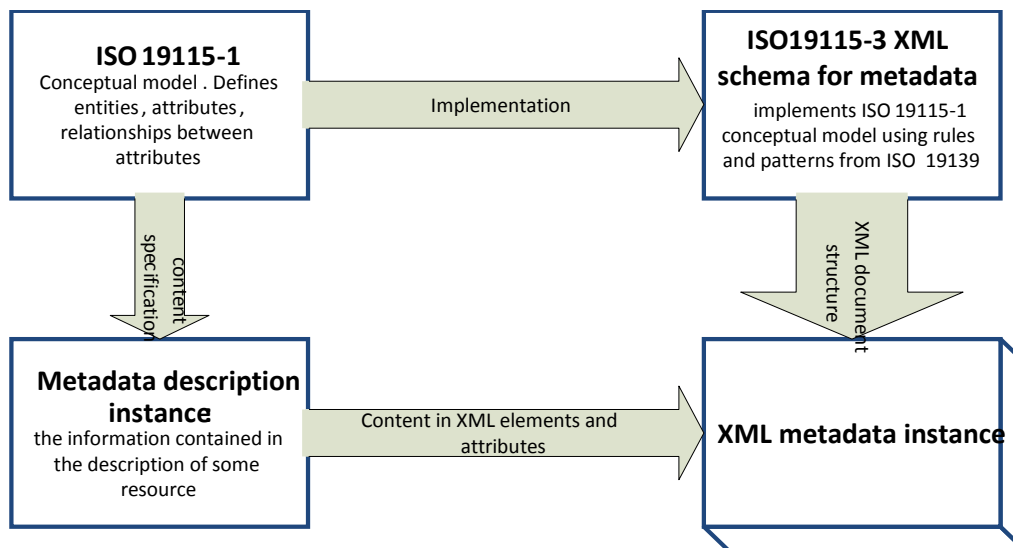 ISO 19115-1
Conceptual model . Defines
entities, attributes,
relationships between
attributes
Implementation
ISO19115-3 XML
schema for metadata
implements ISO 19115-1
conceptual model using rules
and patterns from ISO 19139
content
specification
XML document
structure
Metadata description
instance:
the information contained in
the description of some
resource
Content in XML elements and
attributes
XML metadata instance